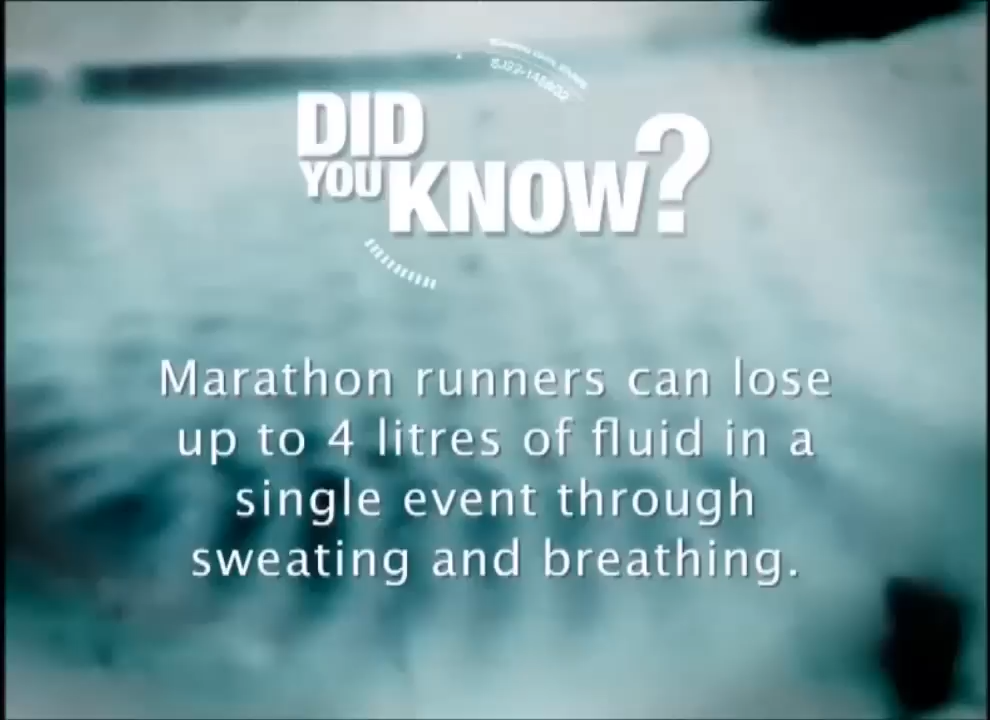 DID
YOU KNOW?
Marathon runners can lose
up to 4 litres of fluid in a
single event through
sweating and breathing.